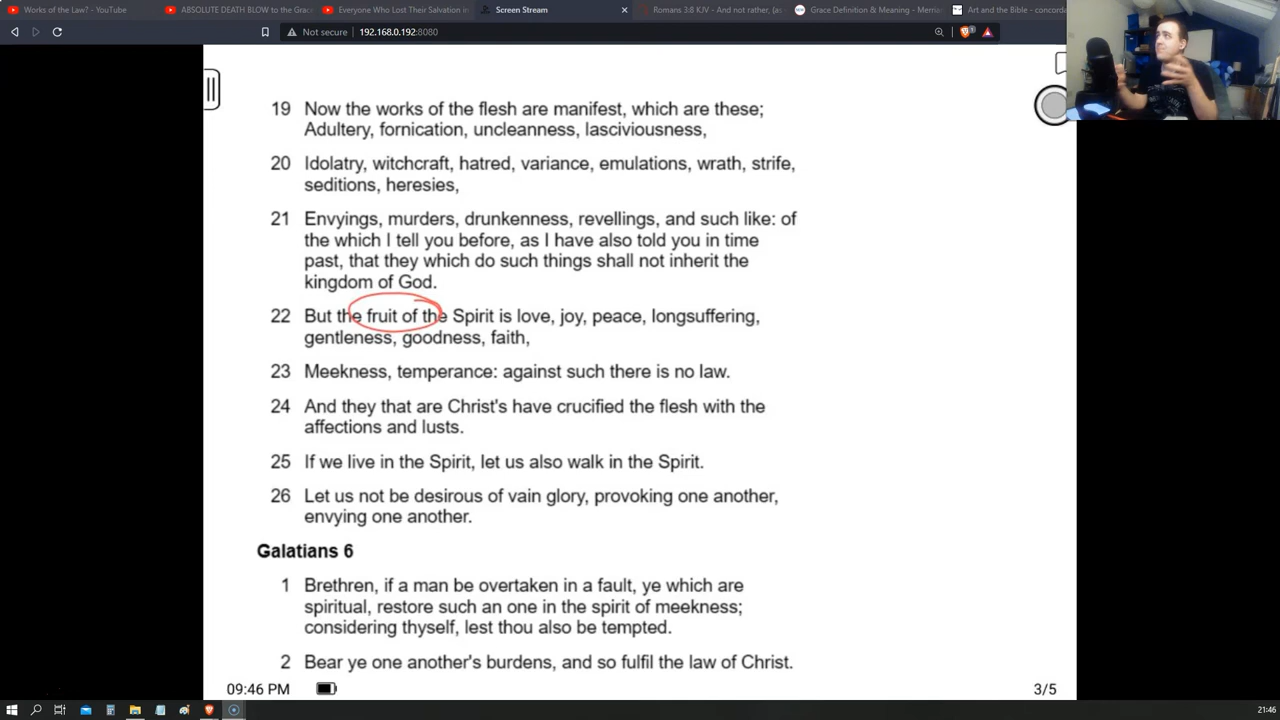 Works of the Law? - YouTube
ABSOLUTE DEATH BLOW to the Grace
Everyone Who Lost Their Salvation in
Screen Stream
Romans 3:8 KJV - And not rather, (as
Grace Definition & Meaning - Merria
Art and the Bible - concorda
Not secure 192.168.0.192:8080
19 Now the works of the flesh are manifest, which are these;
Adultery, fornication, uncleanness, lasciviousness,
20 Idolatry, witchcraft, hatred, variance, emulations, wrath, strife,
seditions, heresies,
21 Envyings, murders, drunkenness, revellings, and such like: of
the which I tell you before, as I have also told you in time
past, that they which do such things shall not inherit the
kingdom of God.
22 But the fruit of the Spirit is love, joy, peace, longsuffering,
gentleness, goodness, faith,
23 Meekness, temperance: against such there is no law.
24 And they that are Christ's have crucified the flesh with the
affections and lusts.
25 If we live in the Spirit, let us also walk in the Spirit.
26 Let us not be desirous of vain glory, provoking one another,
envying one another.
Galatians 6
1 Brethren, if a man be overtaken in a fault, ye which are
spiritual, restore such an one in the spirit of meekness;
considering thyself, lest thou also be tempted.
2 Bear ye one another's burdens, and so fulfil the law of Christ.
09:46 PM
3/5
21:46